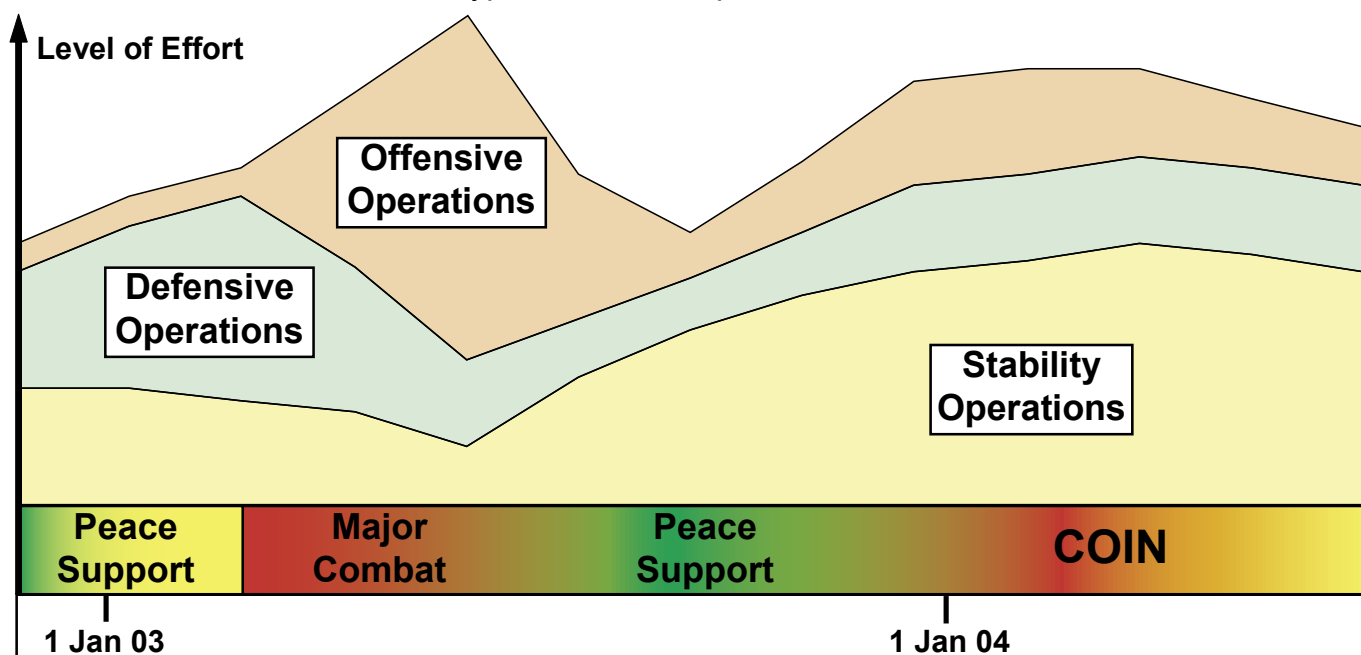 Level of Effort
Offensive
Operations
Defensive
Operations
Stability
Operations
Peace
Support
Major
Combat
Peace
Support
COIN
1 Jan 03
1 Jan 04